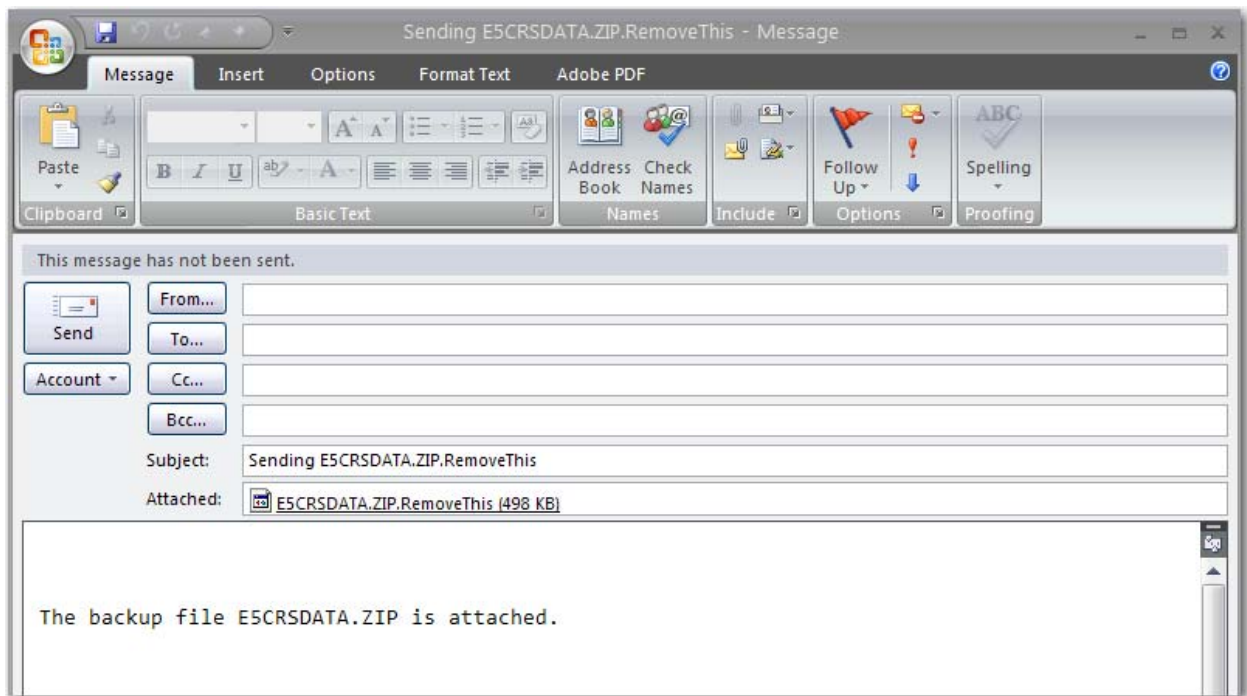 Sending E5CRSDATA.ZIP.RemoveThis - Message
Message Insert Options Format Text Adobe PDF
Paste
Clipboard
A A
B I U ab A
Basic Text
Address Book
Check Names
Names
Include
Follow Up
Options
ABC
Spelling
Proofing
This message has not been sent.
Send
Account
From...
To...
Cc...
Bcc...
Subject: Sending E5CRSDATA.ZIP.RemoveThis
Attached: E5CRSDATA.ZIP.RemoveThis (498 KB)
The backup file E5CRSDATA.ZIP is attached.